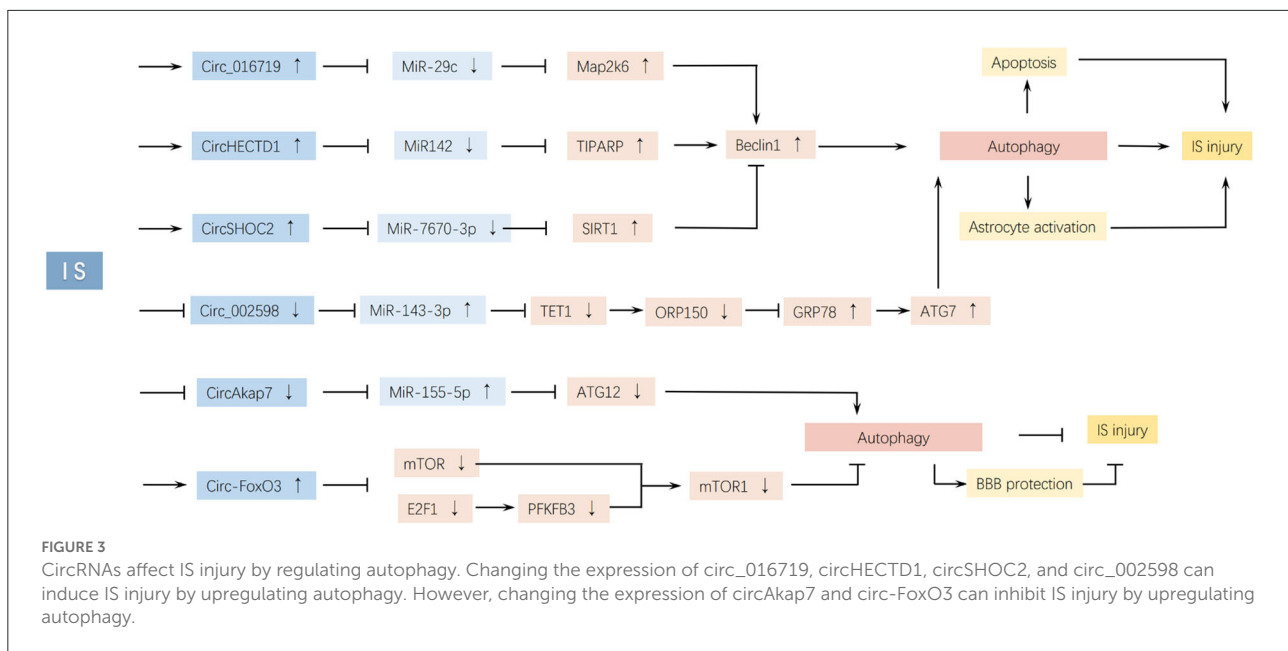 Circ_016719 ↑ MiR-29c ↓ Map2k6 ↑ Apoptosis
CircHECTD1 ↑ MiR142 ↓ TIPARP ↑ Beclin1 ↑ Autophagy IS injury
CircSHOC2 ↑ MiR-7670-3p ↓ SIRT1 ↑ Astrocyte activation
IS
Circ_002598 ↓ MiR-143-3p ↑ TET1 ↓ ORP150 ↓ GRP78 ↑ ATG7 ↑
CircAkap7 ↓ MiR-155-5p ↑ ATG12 ↓
Autophagy IS injury
mTOR ↓
Circ-FoxO3 ↑ mTOR1 ↓ BBB protection
E2F1 ↓ PFKFB3 ↓
FIGURE 3
CircRNAs affect IS injury by regulating autophagy. Changing the expression of circ_016719, circHECTD1, circSHOC2, and circ_002598 can
induce IS injury by upregulating autophagy. However, changing the expression of circAkap7 and circ-FoxO3 can inhibit IS injury by upregulating
autophagy.